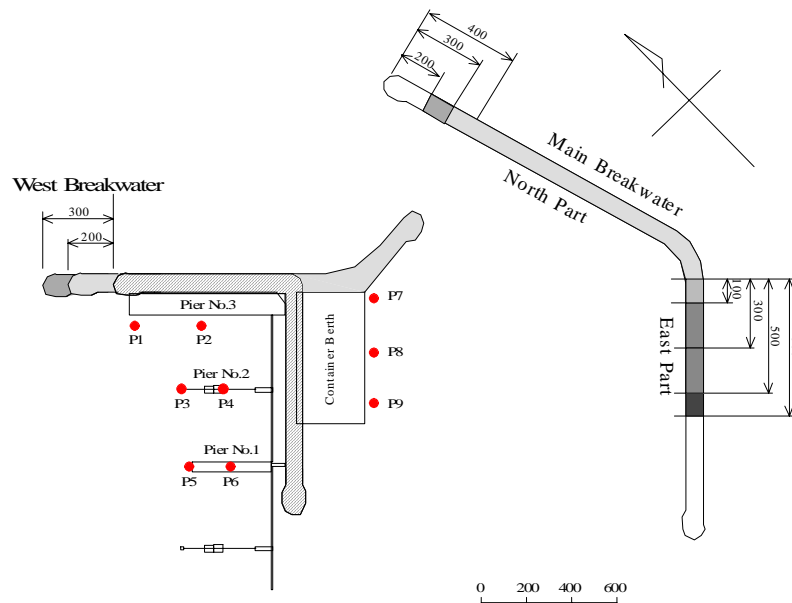 400
300
200
Main Breakwater
North Part
West Breakwater
300
200
Pier No.3
P1
P2
P7
P8
P9
Container Berth
Pier No.2
P3
P4
Pier No.1
P5
P6
East Part
100
300
500
0 200 400 600